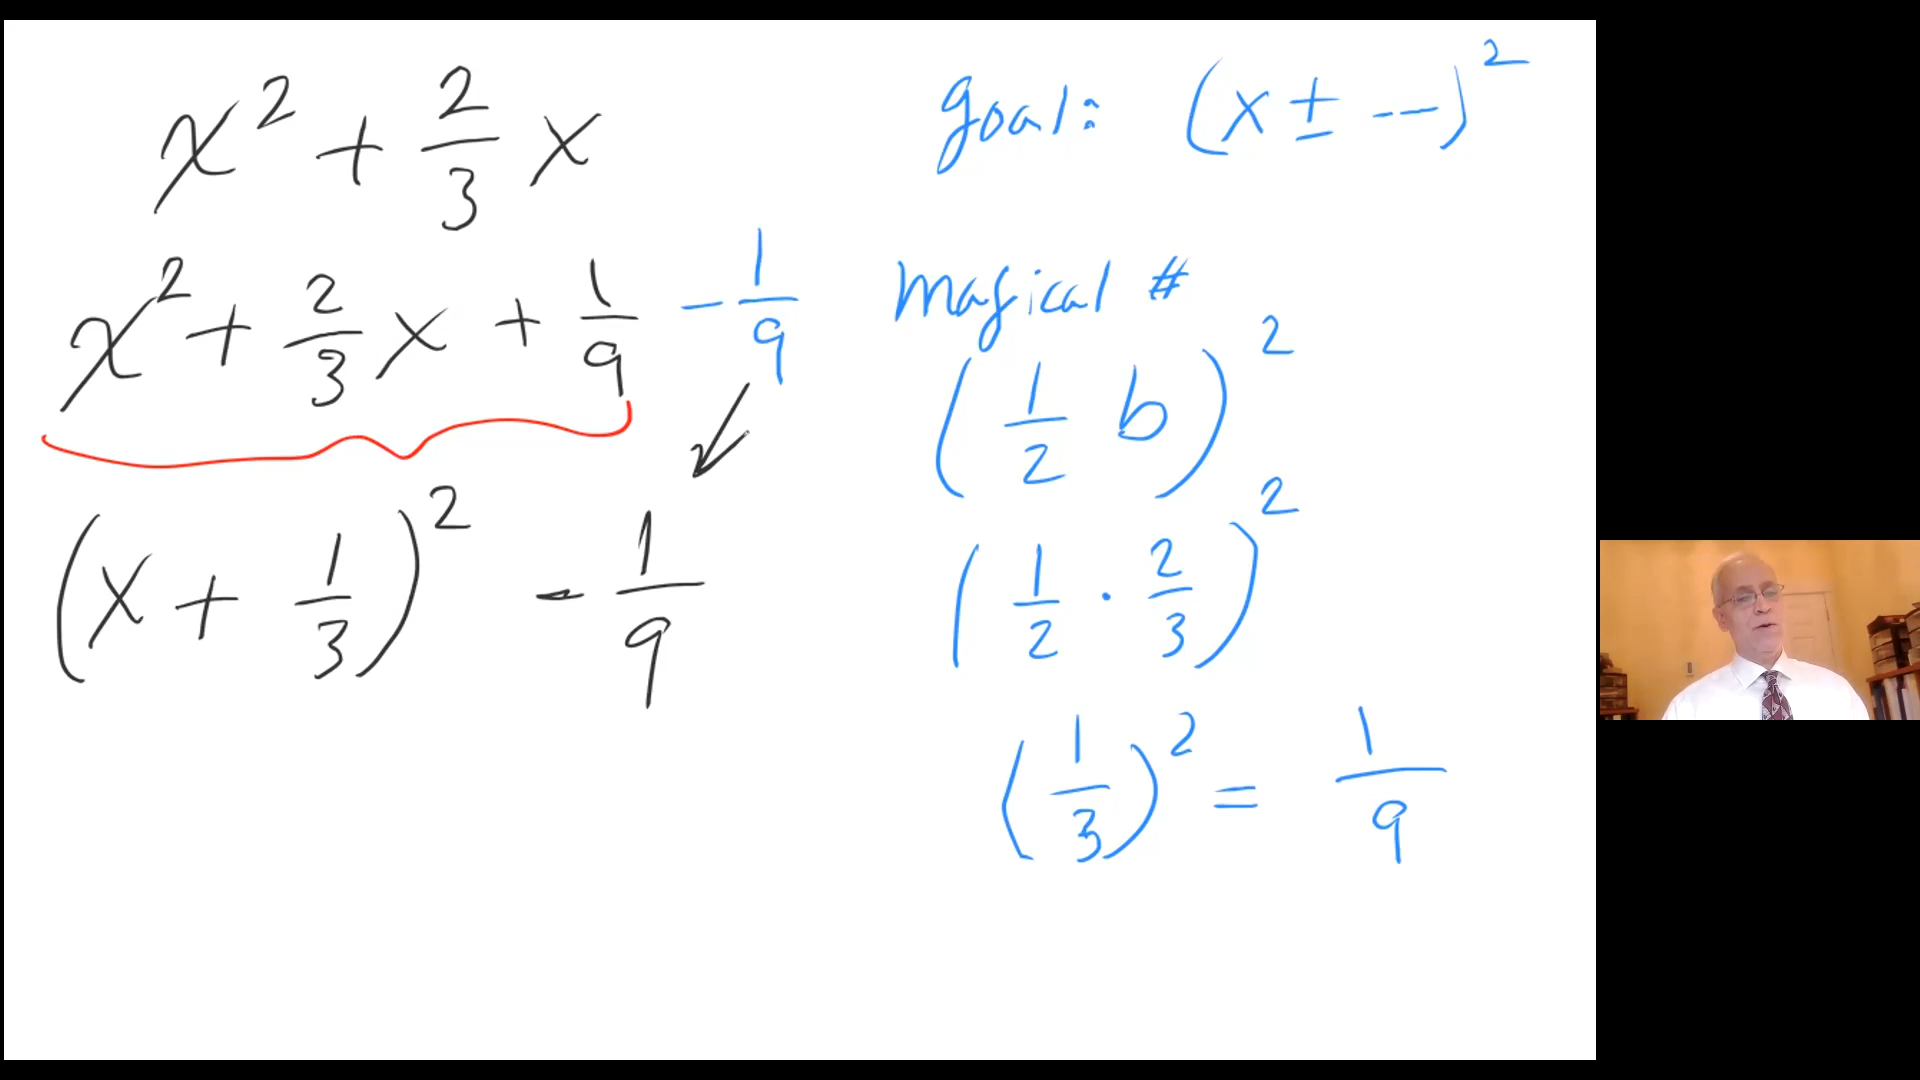 x² + 2/3 x
x² + 2/3 x + 1/9 - 1/9
(x + 1/3)² - 1/9
goal: (x ± --)²
magical #
(1/2 b)²
(1/2 · 2/3)²
(1/3)² = 1/9